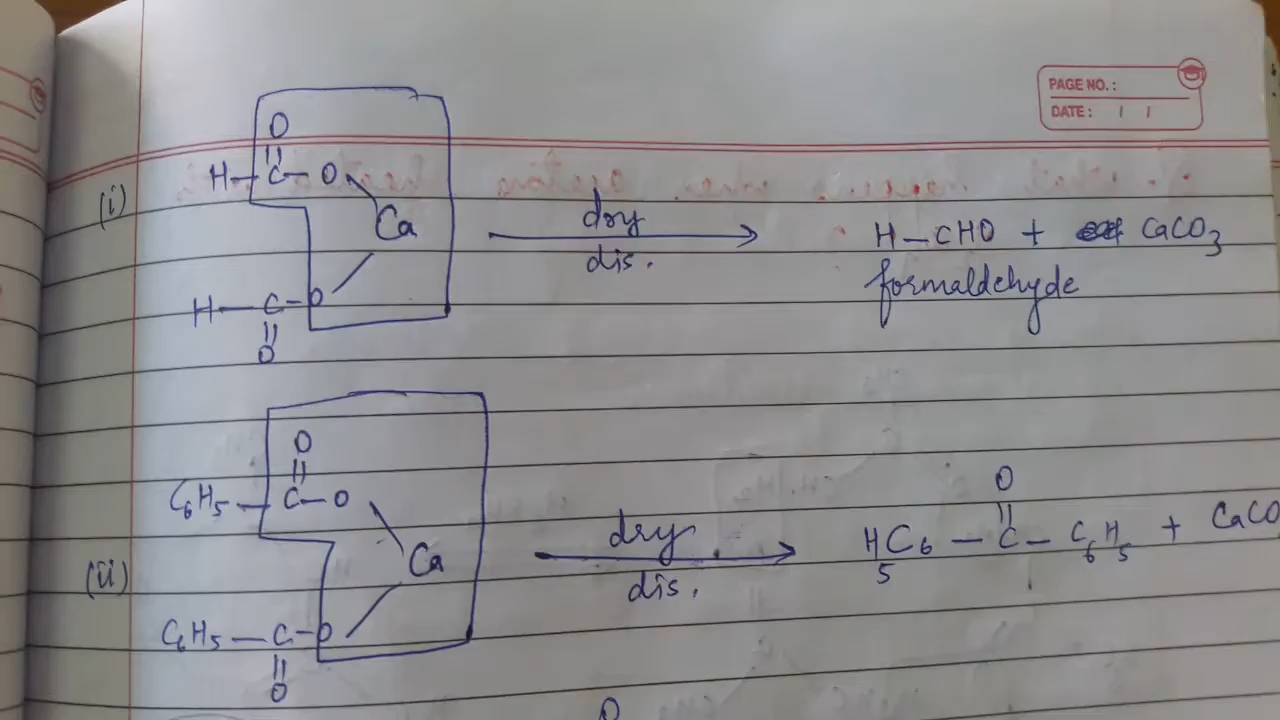 PAGE NO. :
DATE : / /
O
||
(i) H—C—O
Ca
H—C—O
||
O
dry
dis.
H—CHO + CaCO₃
formaldehyde
O
||
(ii) C₆H₅—C—O
Ca
C₆H₅—C—O
||
O
dry
dis.
O
||
H₅C₆—C—C₆H₅ + CaCO
O